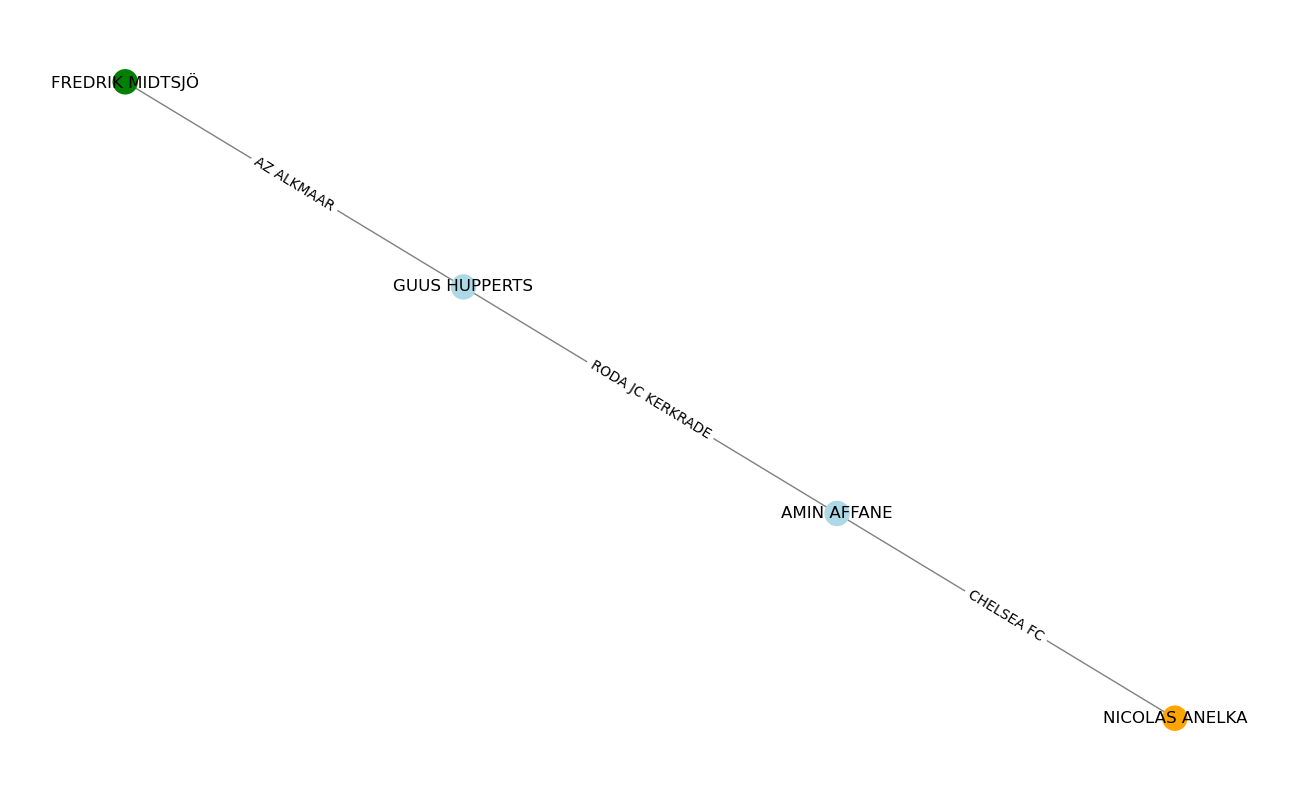 FREDRIK MIDTSJÖ
AZ ALKMAAR
GUUS HUPPERTS
RODA JC KERKRADE
AMIN AFFANE
CHELSEA FC
NICOLAS ANELKA